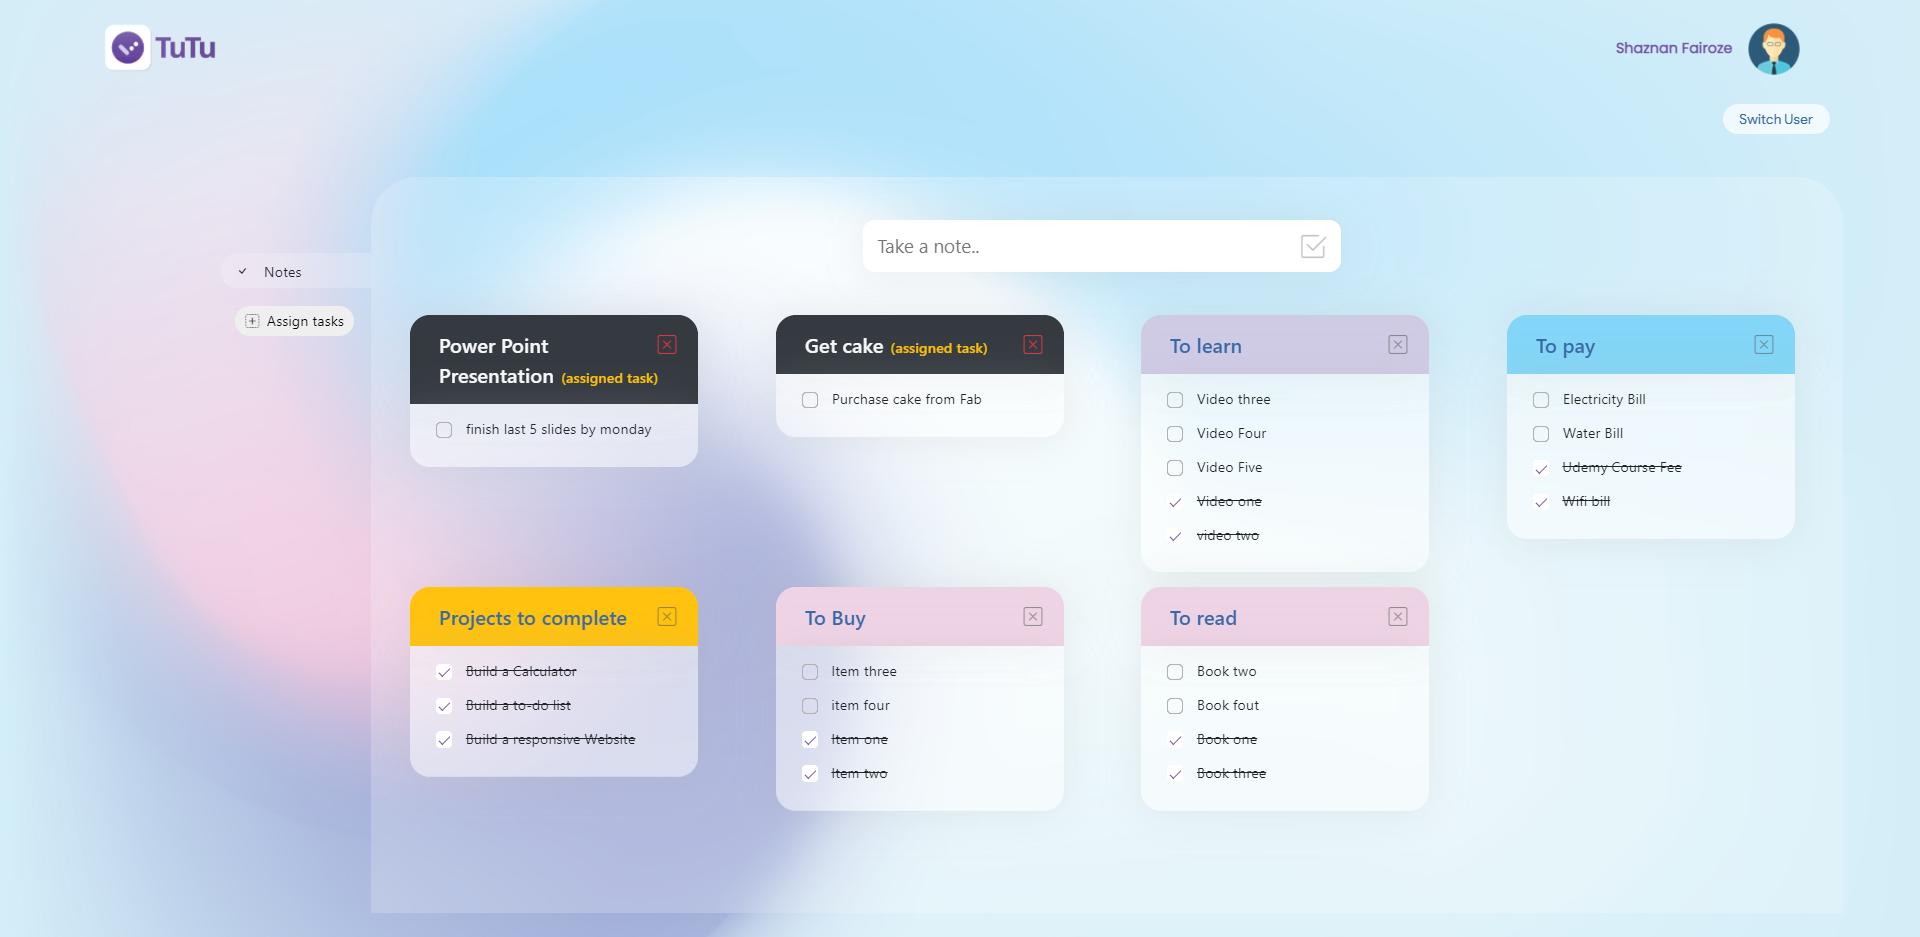 TuTu
Shaznan Fairoze
Switch User
Take a note..
Notes
Assign tasks
Power Point
Presentation (assigned task)
finish last 5 slides by monday
Get cake (assigned task)
Purchase cake from Fab
To learn
Video three
Video Four
Video Five
Video one
video two
To pay
Electricity Bill
Water Bill
Udemy Course Fee
Wifi bill
Projects to complete
Build a Calculator
Build a to-do list
Build a responsive Website
To Buy
Item three
item four
Item one
Item two
To read
Book two
Book fout
Book one
Book three